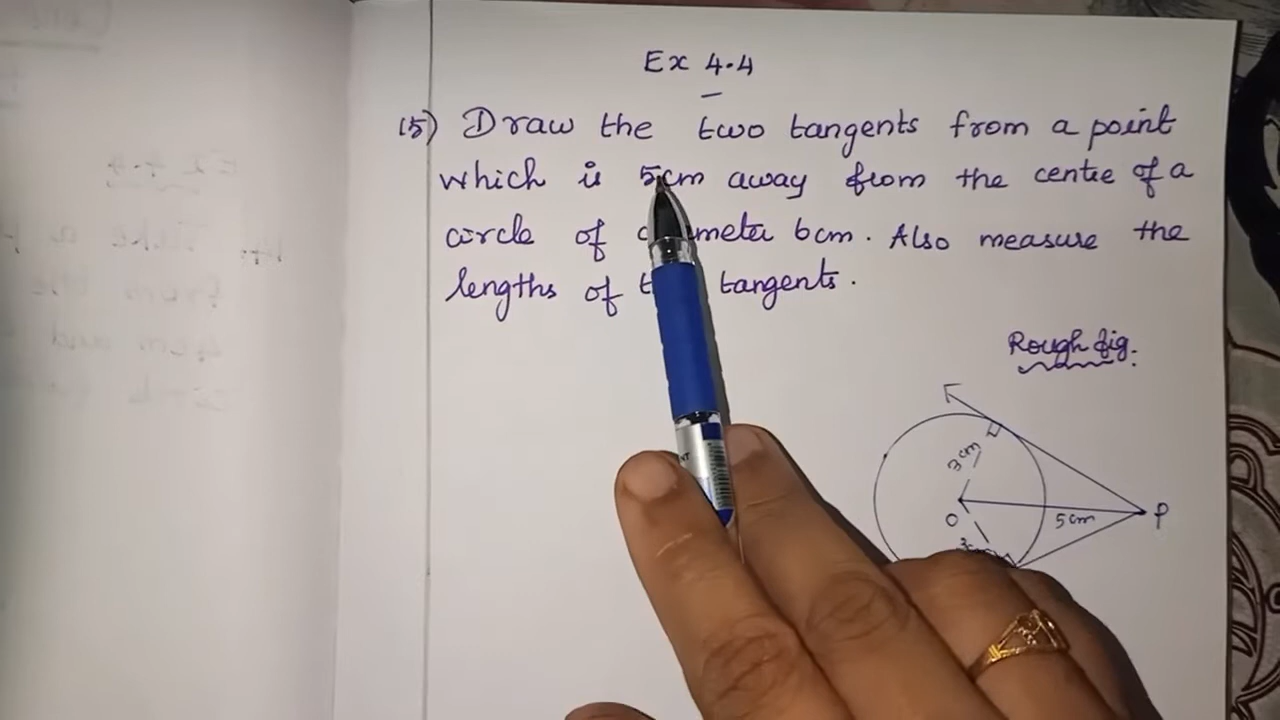 Ex 4.4
15) Draw the two tangents from a point
which is 5cm away from the centre of a
circle of meter 6cm. Also measure the
lengths of tangents.
Rough fig.
3cm
O
5cm
P